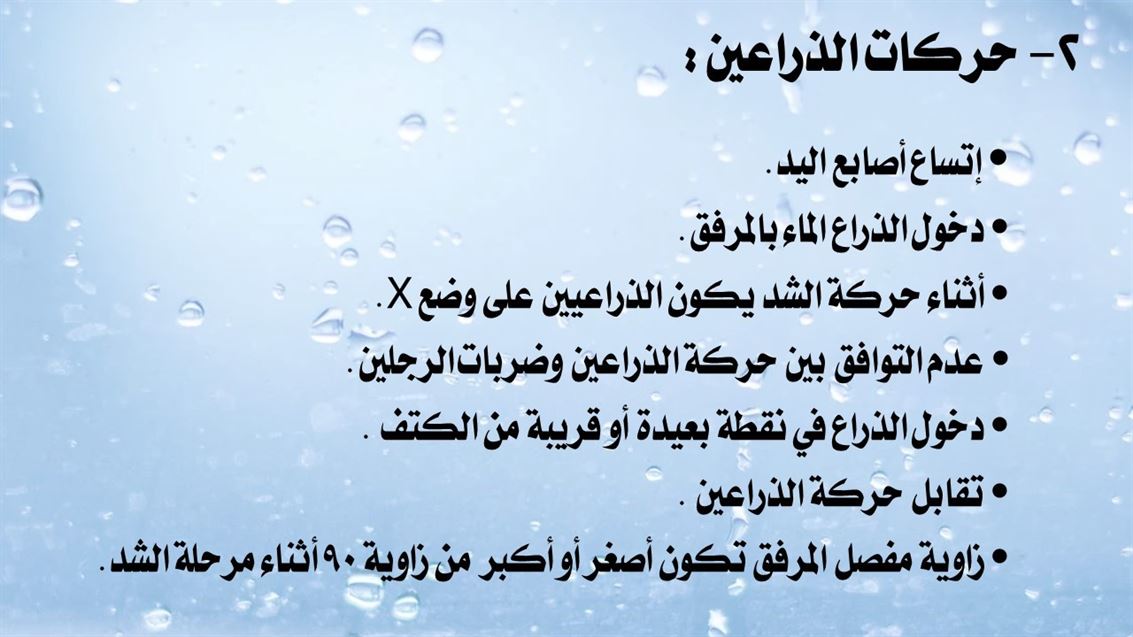 ٢- حركات الذراعين :
• إتساع أصابع اليد .
• دخول الذراع الماء بالمرفق .
• أثناء حركة الشد يكون الذراعيين على وضع X .
• عدم التوافق بين حركة الذراعين وضربات الرجلين .
• دخول الذراع في نقطة بعيدة أو قريبة من الكتف .
• تقابل حركة الذراعين .
• زاوية مفصل المرفق تكون أصغر أو أكبر من زاوية ٩٠ أثناء مرحلة الشد .